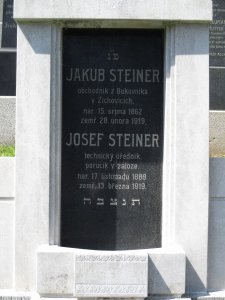 פ נ
JAKUB STEINER
obchodník z Bukovníka
v Žichovicích,
nar. 15. srpna 1862
zemř. 28. února 1919.
JOSEF STEINER
technický úředník
poručík v záloze,
nar. 17. listopadu 1889
zemř. 13. března 1919.
תנצבה